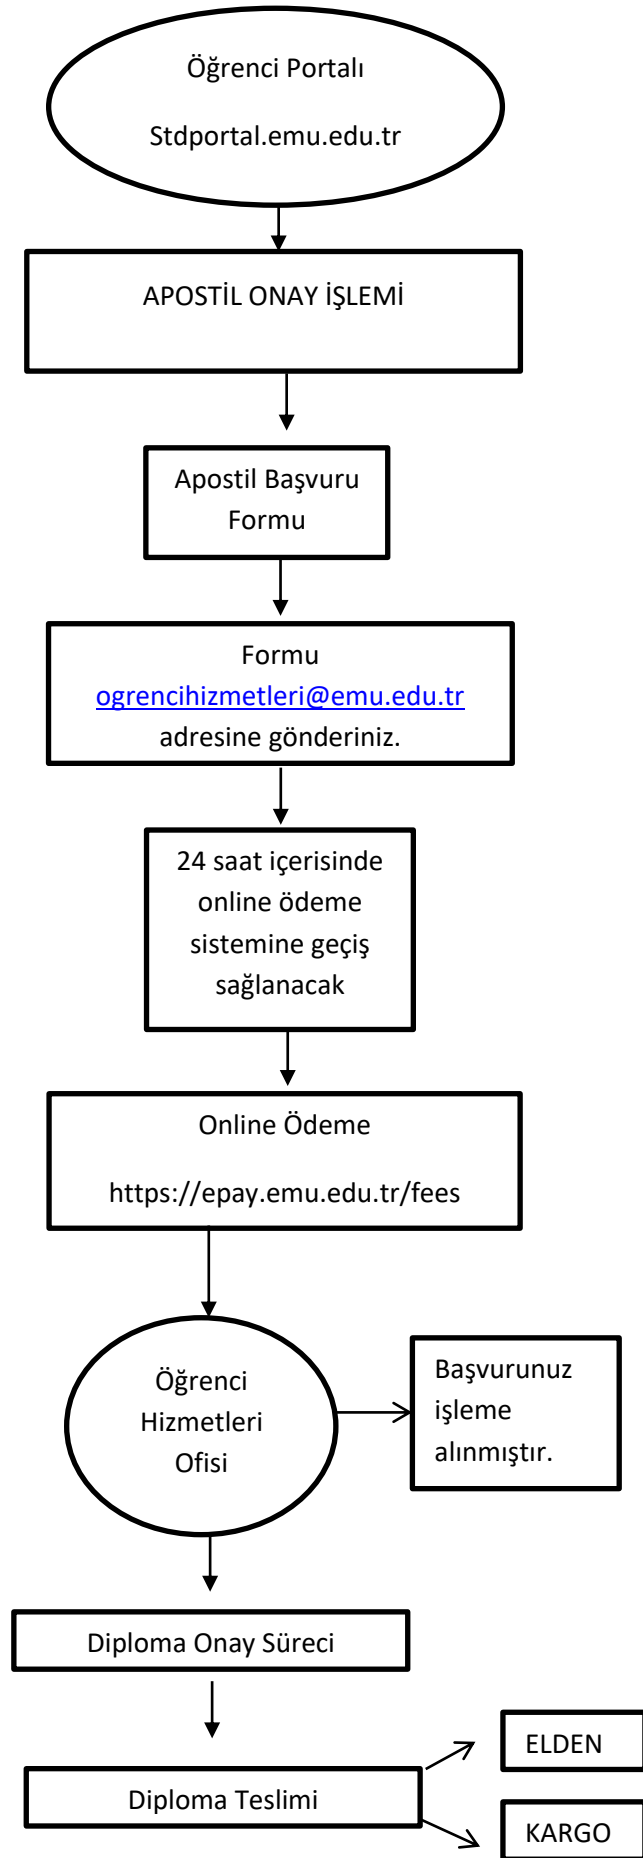 Öğrenci Portalı
Stdportal.emu.edu.tr
APOSTİL ONAY İŞLEMİ
Apostil Başvuru
Formu
Formu
ogrencihizmetleri@emu.edu.tr
adresine gönderiniz.
24 saat içerisinde
online ödeme
sistemine geçiş
sağlanacak
Online Ödeme
https://epay.emu.edu.tr/fees
Öğrenci
Hizmetleri
Ofisi
Başvurunuz
işleme
alınmıştır.
Diploma Onay Süreci
Diploma Teslimi
ELDEN
KARGO